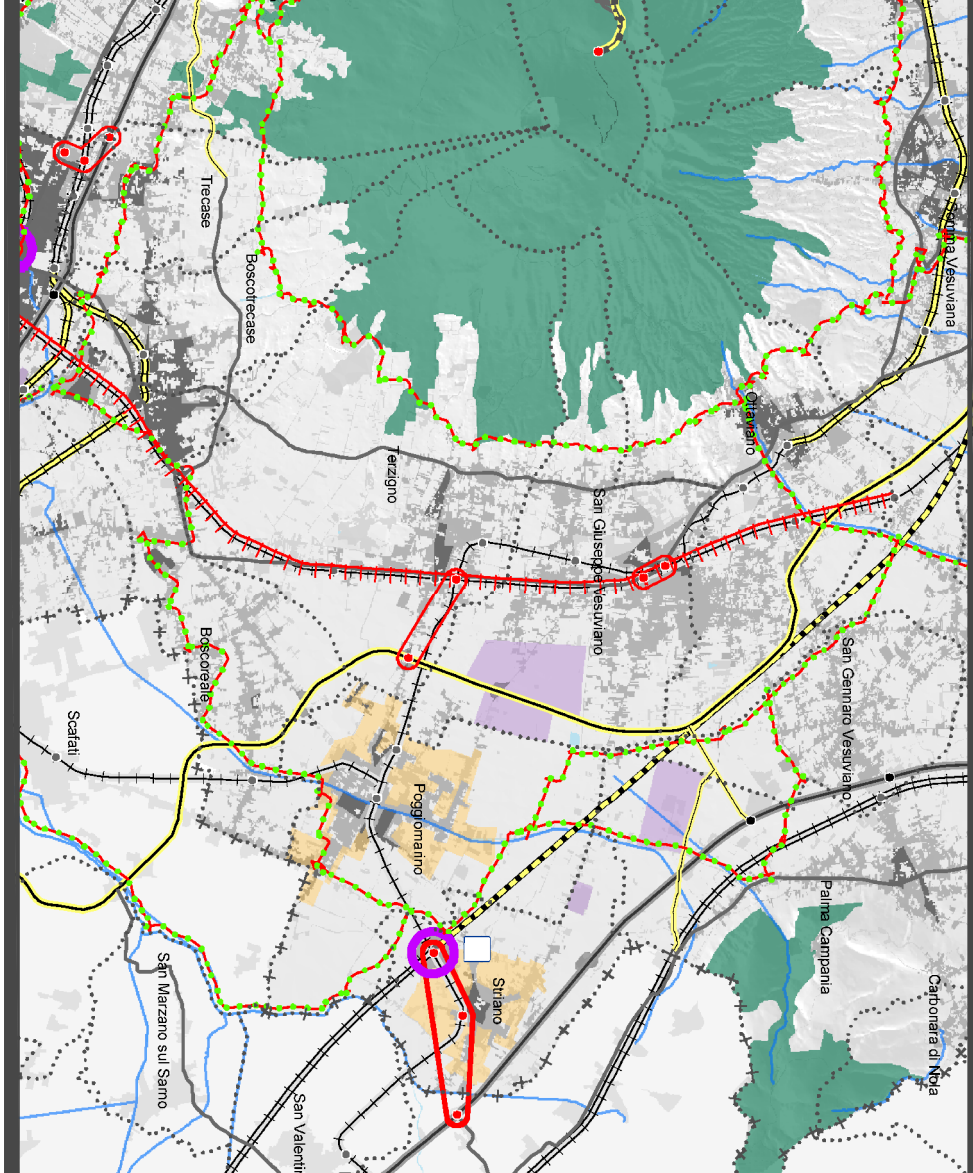 Somma Vesuviana
Trecase
Boscotrecase
Ottaviano
Terzigno
San Giuseppe Vesuviano
Boscoreale
San Gennaro Vesuviano
Scafati
Poggiomarino
Palma Campania
Striano
Carbonara di Nola
San Marzano sul Sarno
San Valentin